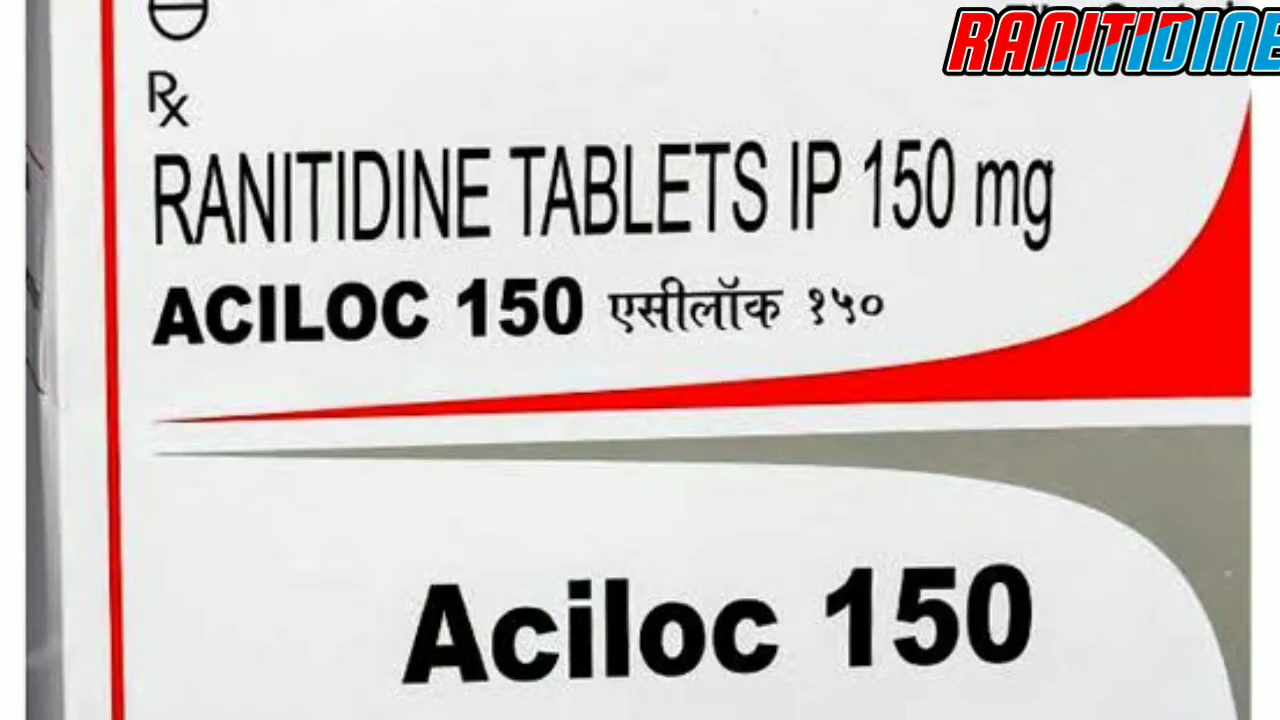 RANITIDINE
Rx
RANITIDINE TABLETS IP 150 mg
ACILOC 150 एसीलॉक १५०
Aciloc 150